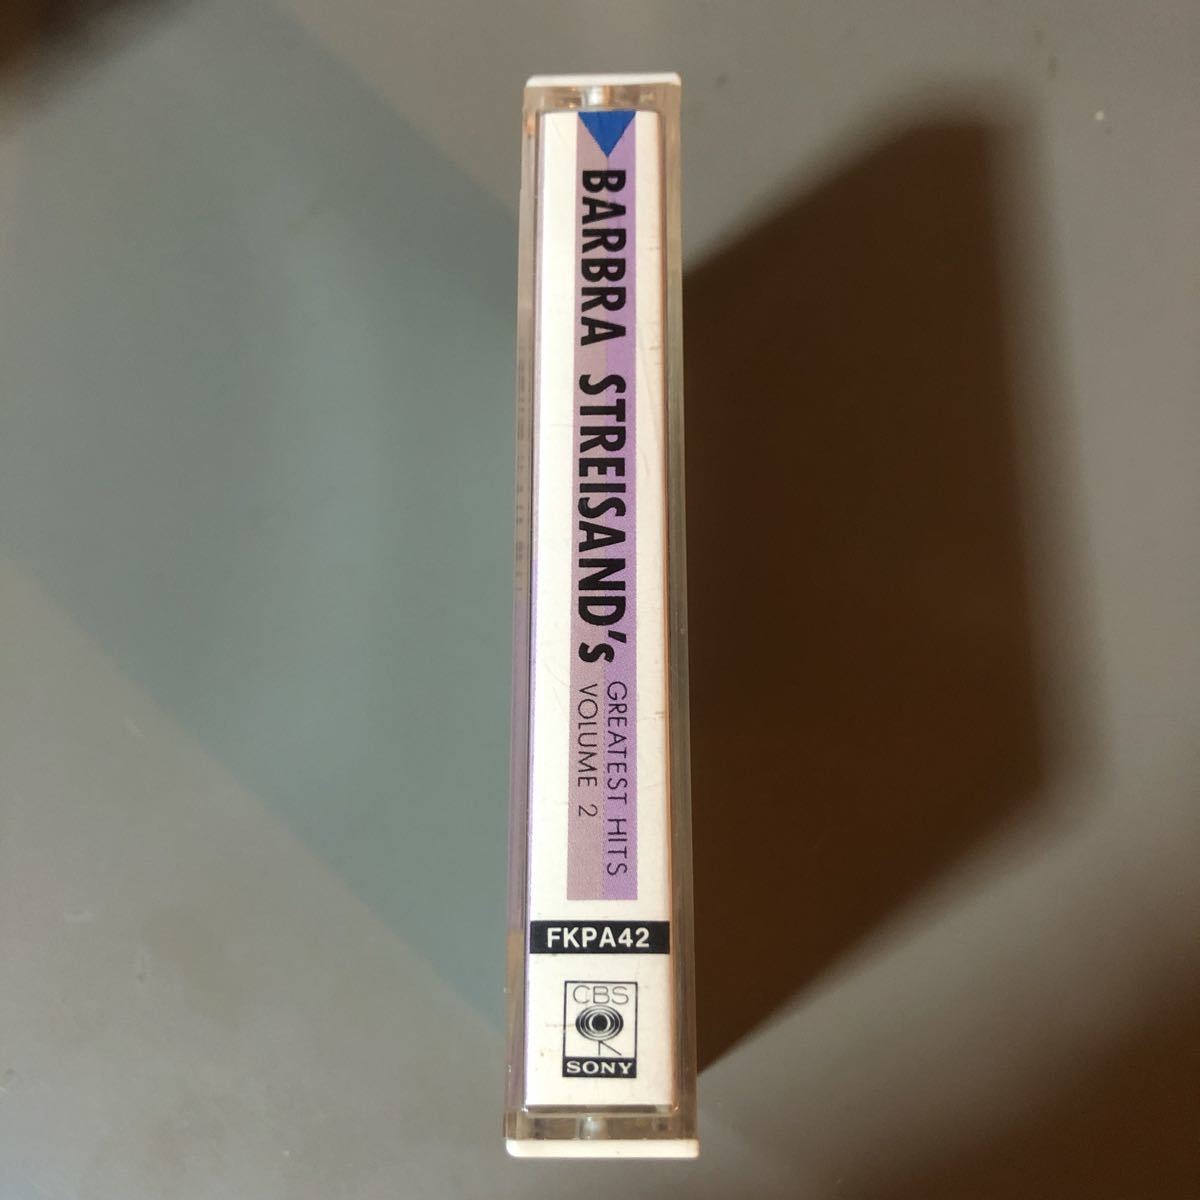 BARBRA STREISAND's
GREATEST HITS
VOLUME 2
FKPA42
CBS
SONY